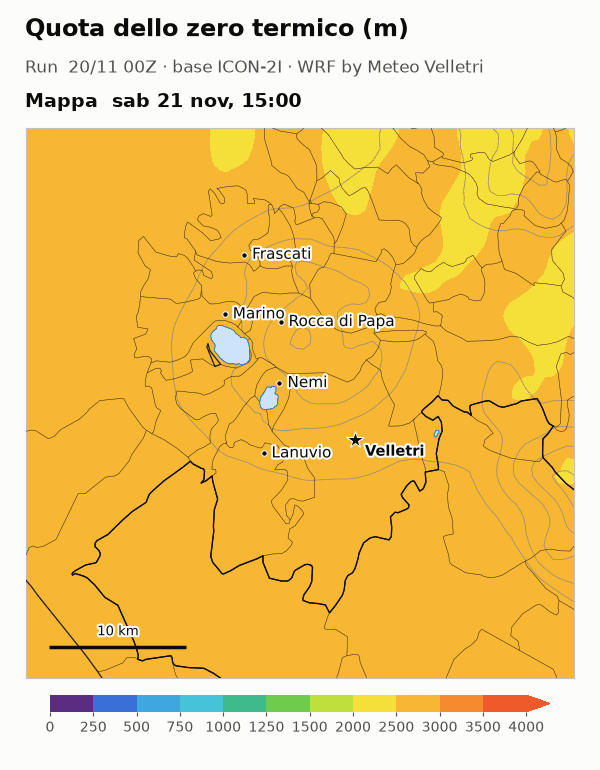 Quota dello zero termico (m)
Run  20/11 00Z · base ICON-2I · WRF by Meteo Velletri
Mappa  sab 21 nov, 15:00
Frascati
Marino
Rocca di Papa
Nemi
Velletri
Lanuvio
10 km
0 250 500 750 1000 1250 1500 2000 2500 3000 3500 4000